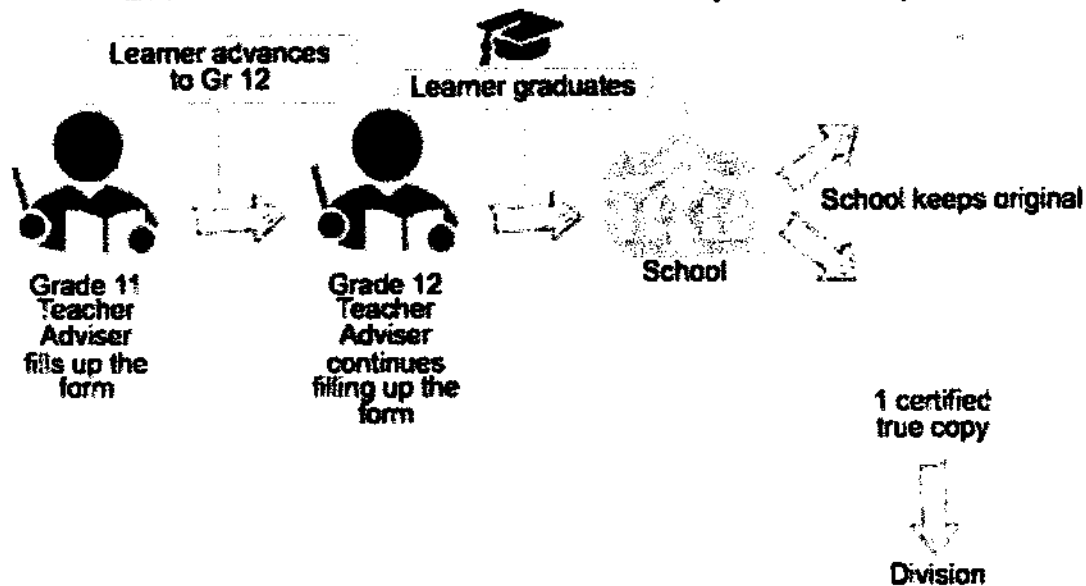 Learner advances
to Gr 12
Learner graduates
School keeps original
School
Grade 11
Teacher
Adviser
fills up the
form
Grade 12
Teacher
Adviser
continues
filling up the
form
1 certified
true copy
Division